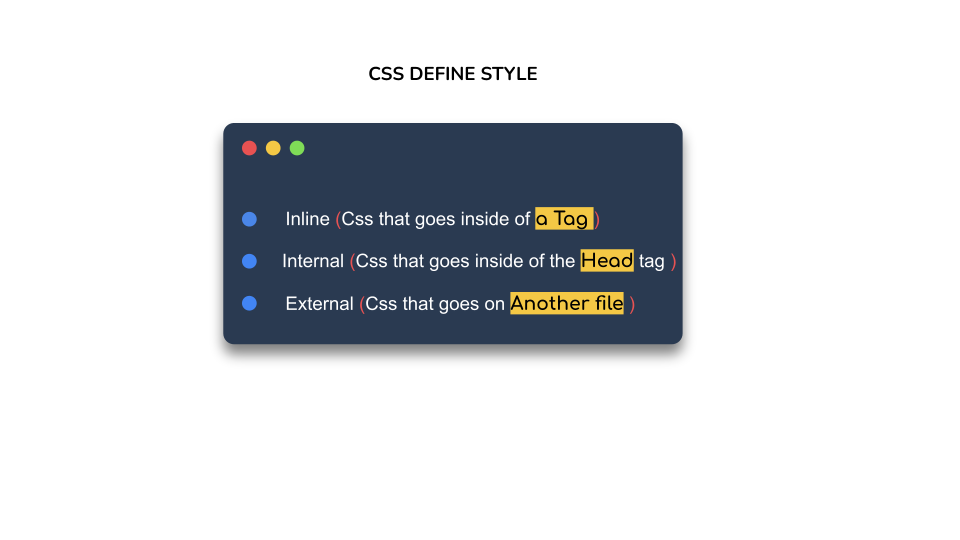 CSS DEFINE STYLE
Inline (Css that goes inside of a Tag )
Internal (Css that goes inside of the Head tag )
External (Css that goes on Another file )